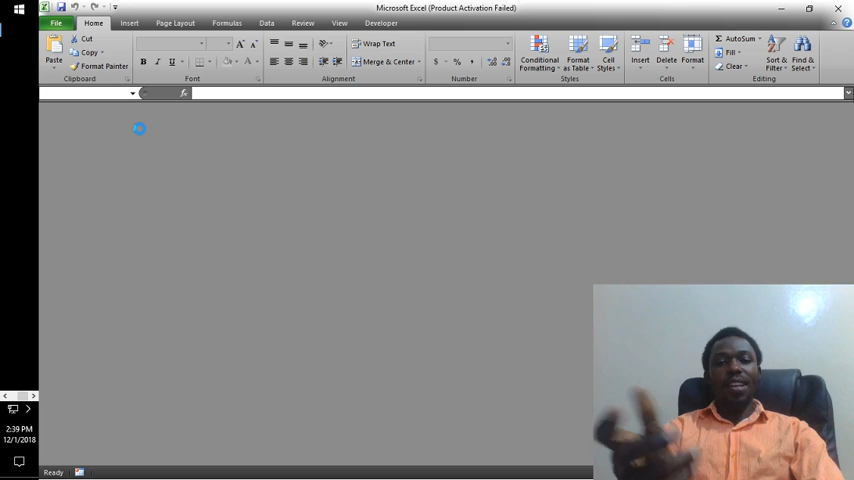 Microsoft Excel (Product Activation Failed)
File Home Insert Page Layout Formulas Data Review View Developer
Paste
Cut
Copy
Format Painter
Clipboard
B I U
Font
Wrap Text
Merge & Center
Alignment
$ % ,
Number
Conditional Formatting
Format as Table
Cell Styles
Styles
Insert Delete Format
Cells
Σ AutoSum
Fill
Clear
Sort & Filter
Find & Select
Editing
fx
Ready
2:39 PM
12/1/2018